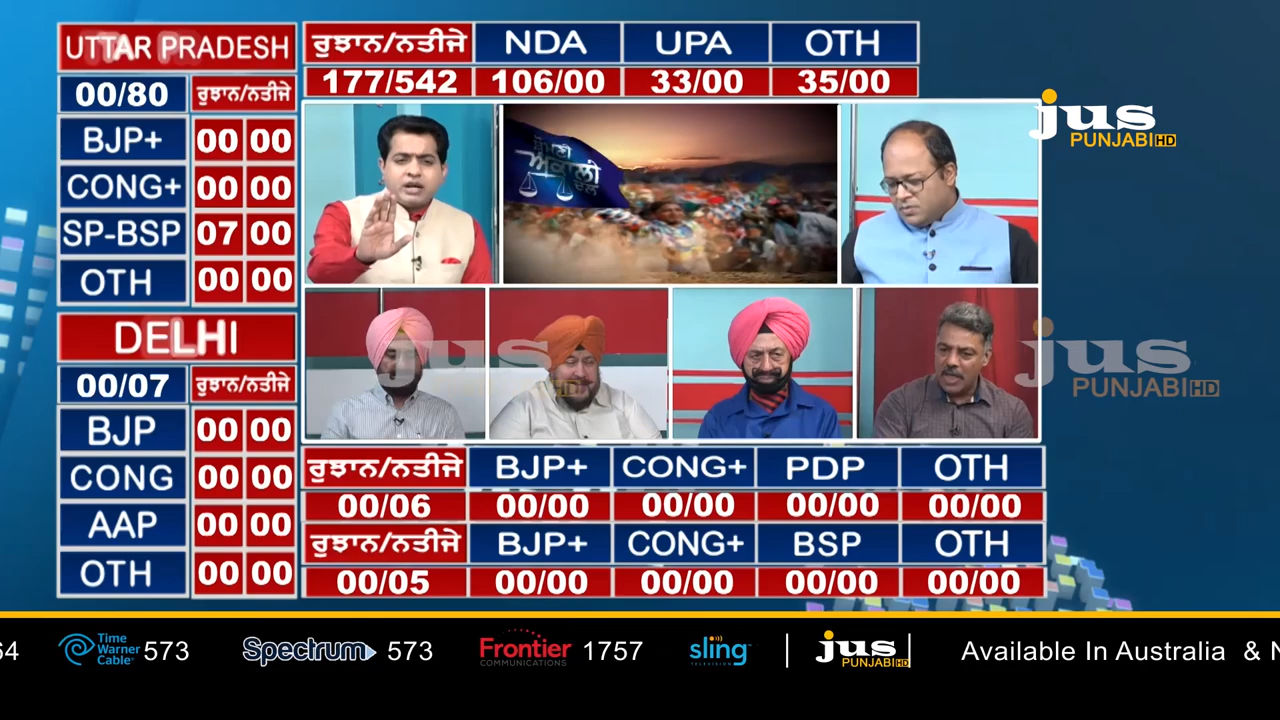 UTTAR PRADESH
00/80 ਰੁਝਾਨ/ਨਤੀਜੇ
BJP+ 00 00
CONG+ 00 00
SP-BSP 07 00
OTH 00 00
DELHI
00/07 ਰੁਝਾਨ/ਨਤੀਜੇ
BJP 00 00
CONG 00 00
AAP 00 00
OTH 00 00
ਰੁਝਾਨ/ਨਤੀਜੇ NDA UPA OTH
177/542 106/00 33/00 35/00
jus
PUNJABI HD
ਅਕਾਲੀ
ਦਲ
jus
HD
jus
PUNJABI HD
ਰੁਝਾਨ/ਨਤੀਜੇ BJP+ CONG+ PDP OTH
00/06 00/00 00/00 00/00 00/00
ਰੁਝਾਨ/ਨਤੀਜੇ BJP+ CONG+ BSP OTH
00/05 00/00 00/00 00/00 00/00
64 Time Warner Cable 573 Spectrum 573 Frontier COMMUNICATIONS 1757 sling TELEVISION jus PUNJABI HD Available In Australia & N